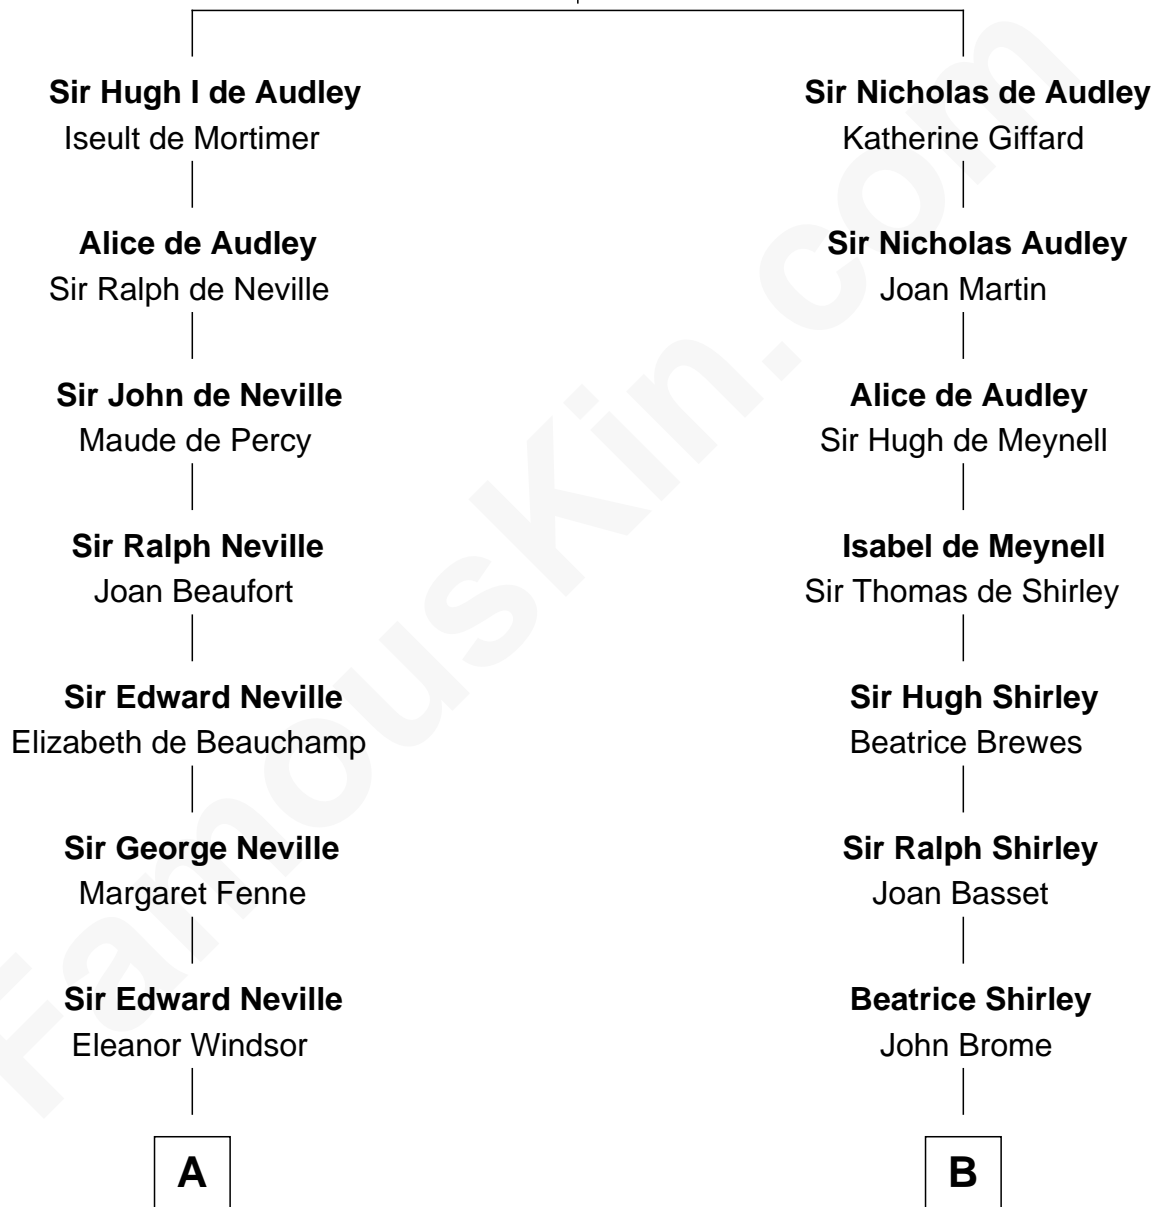 Sir Hugh I de Audley
Iseult de Mortimer
Sir Nicholas de Audley
Katherine Giffard
Alice de Audley
Sir Ralph de Neville
Sir Nicholas Audley
Joan Martin
Sir John de Neville
Maude de Percy
Alice de Audley
Sir Hugh de Meynell
Sir Ralph Neville
Joan Beaufort
Isabel de Meynell
Sir Thomas de Shirley
Sir Edward Neville
Elizabeth de Beauchamp
Sir Hugh Shirley
Beatrice Brewes
Sir George Neville
Margaret Fenne
Sir Ralph Shirley
Joan Basset
Sir Edward Neville
Eleanor Windsor
Beatrice Shirley
John Brome
A
B
FamousKin.com